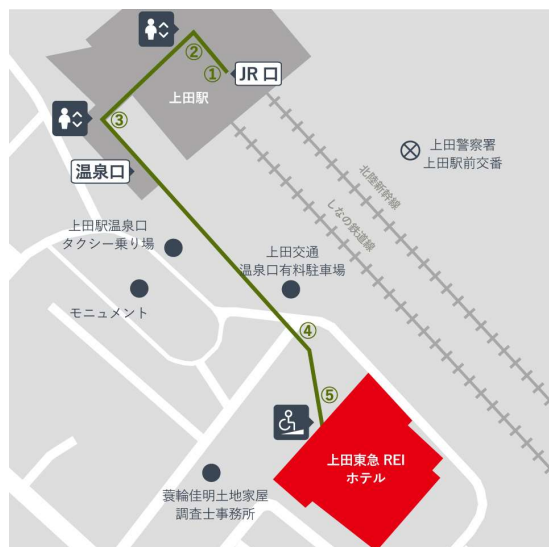 ②
①
JR 口
上田駅
③
温泉口
上田警察署
上田駅前交番
北陸新幹線
しなの鉄道線
上田駅温泉口
タクシー乗り場
上田交通
温泉口有料駐車場
モニュメント
④
⑤
上田東急 REI
ホテル
蓑輪佳明土地家屋
調査士事務所